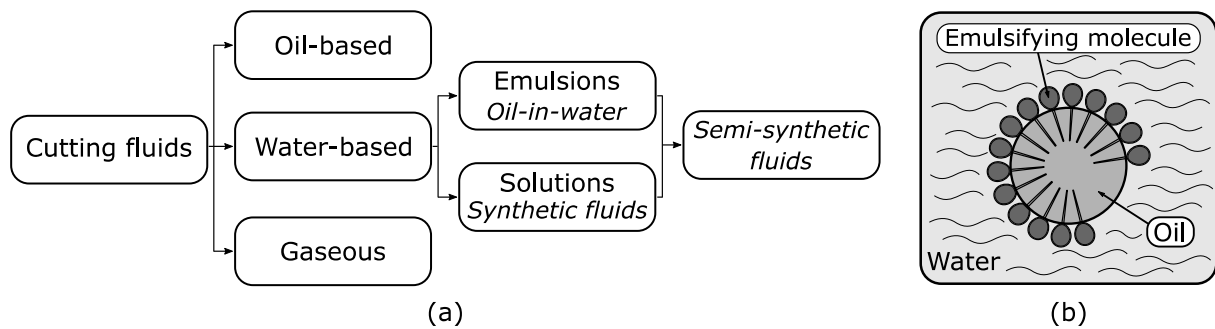 Cutting fluids
Oil-based
Water-based
Gaseous
Emulsions
Oil-in-water
Solutions
Synthetic fluids
Semi-synthetic
fluids
(a)
Emulsifying molecule
Oil
Water
(b)